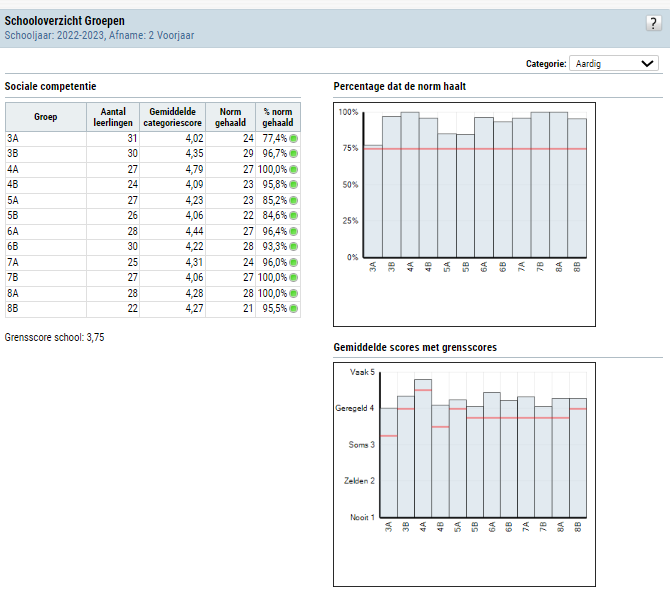 Schooloverzicht Groepen
Schooljaar: 2022-2023, Afname: 2 Voorjaar
?
Categorie: Aardig
Sociale competentie
Groep Aantal leerlingen Gemiddelde categoriescore Norm gehaald % norm gehaald
3A 31 4,02 24 77,4%
3B 30 4,35 29 96,7%
4A 27 4,79 27 100,0%
4B 24 4,09 23 95,8%
5A 27 4,23 23 85,2%
5B 26 4,06 22 84,6%
6A 28 4,44 27 96,4%
6B 30 4,22 28 93,3%
7A 25 4,31 24 96,0%
7B 27 4,06 27 100,0%
8A 28 4,28 28 100,0%
8B 22 4,27 21 95,5%
Grensscore school: 3,75
Percentage dat de norm haalt
100%
75%
50%
25%
0%
3A 3B 4A 4B 5A 5B 6A 6B 7A 7B 8A 8B
Gemiddelde scores met grensscores
Vaak 5
Geregeld 4
Soms 3
Zelden 2
Nooit 1
3A 3B 4A 4B 5A 5B 6A 6B 7A 7B 8A 8B